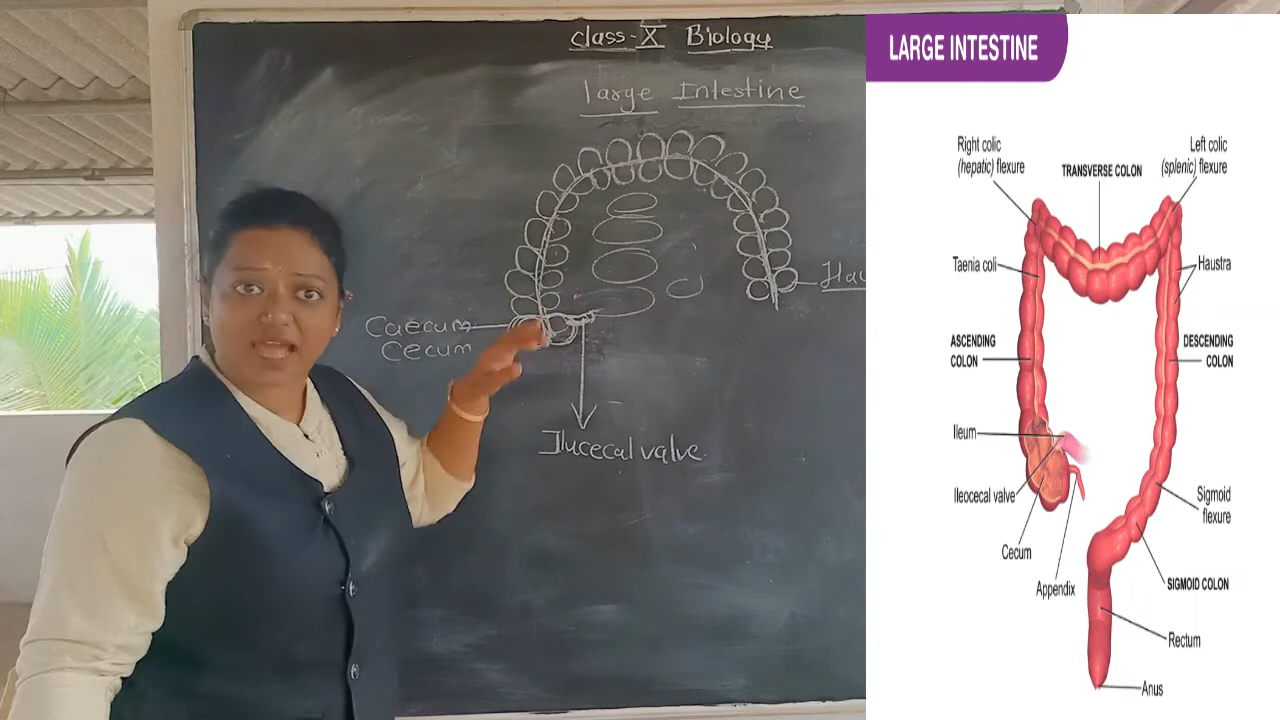 class-X Biology
large Intestine
Caecum
Cecum
Ilucecal valve.
LARGE INTESTINE
Right colic
(hepatic) flexure
TRANSVERSE COLON
Left colic
(splenic) flexure
Taenia coli
Haustra
ASCENDING
COLON
DESCENDING
COLON
Ileum
Ileocecal valve
Sigmoid
flexure
Cecum
Appendix
SIGMOID COLON
Rectum
Anus